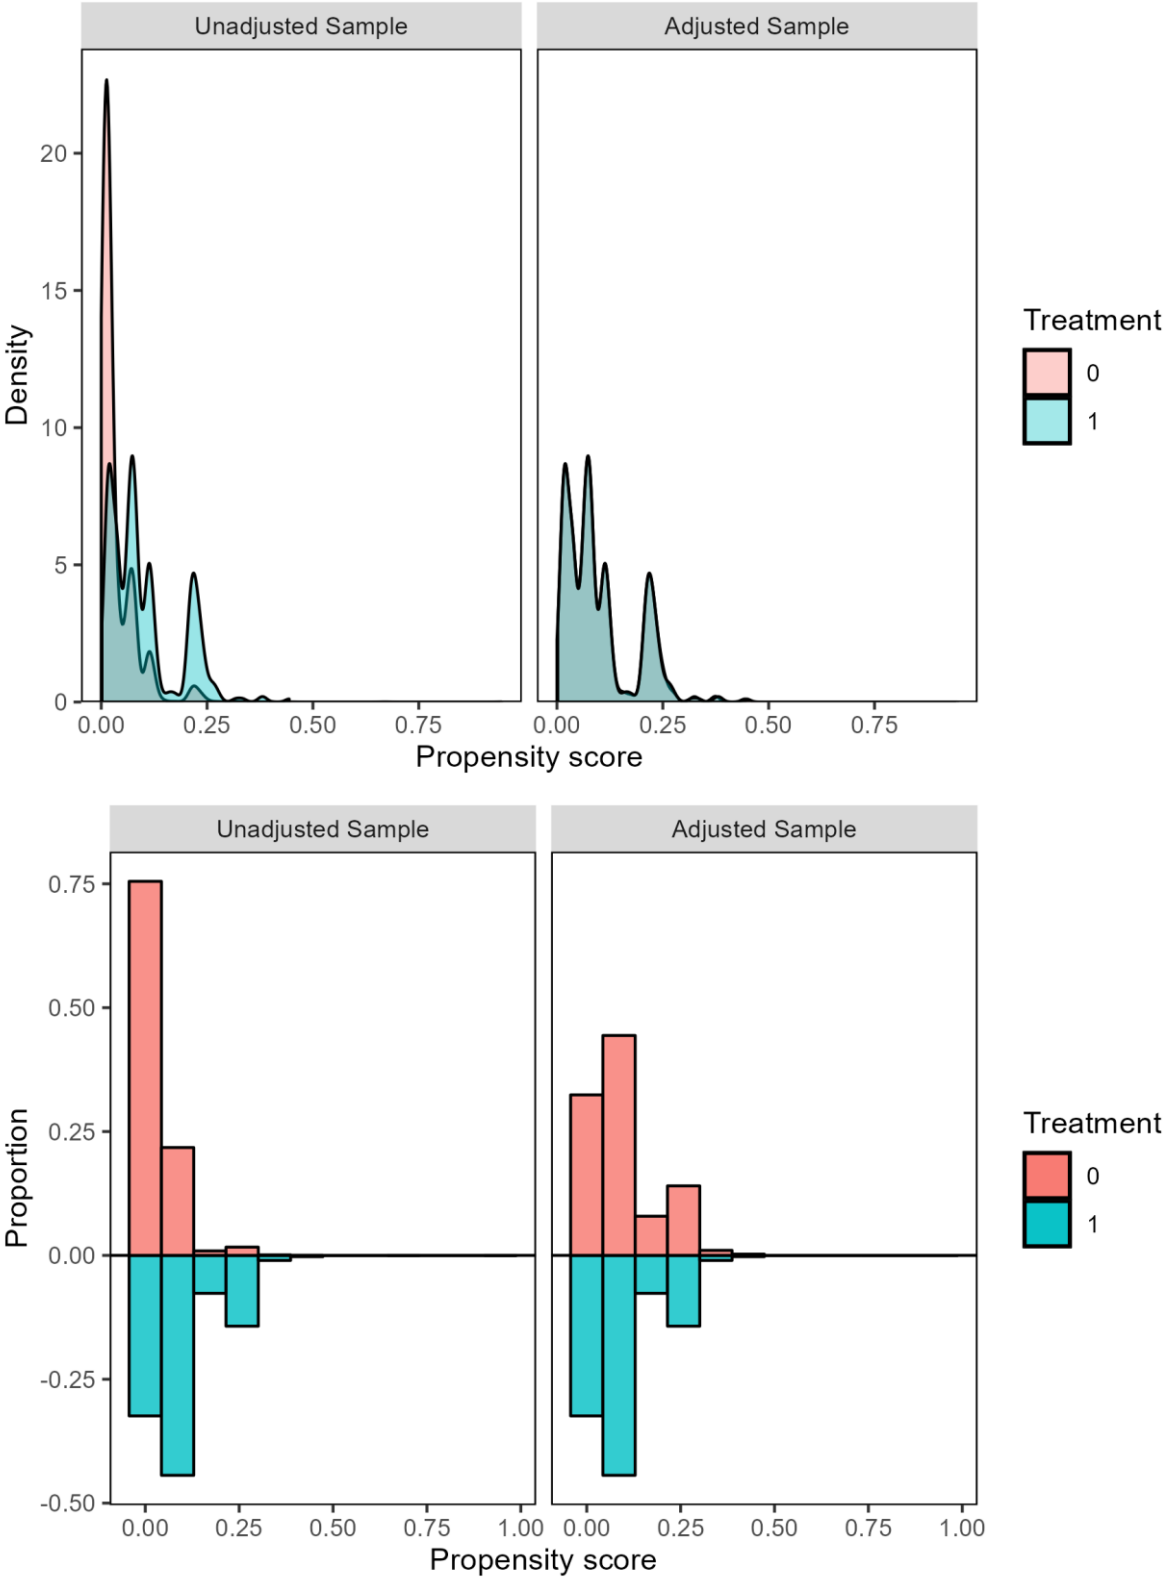 Unadjusted Sample
Adjusted Sample
20
15
10
5
0
Density
0.00 0.25 0.50 0.75
0.00 0.25 0.50 0.75
Propensity score
Treatment
0
1
Unadjusted Sample
Adjusted Sample
0.75
0.50
0.25
0.00
-0.25
-0.50
Proportion
0.00 0.25 0.50 0.75 1.00
0.00 0.25 0.50 0.75 1.00
Propensity score
Treatment
0
1